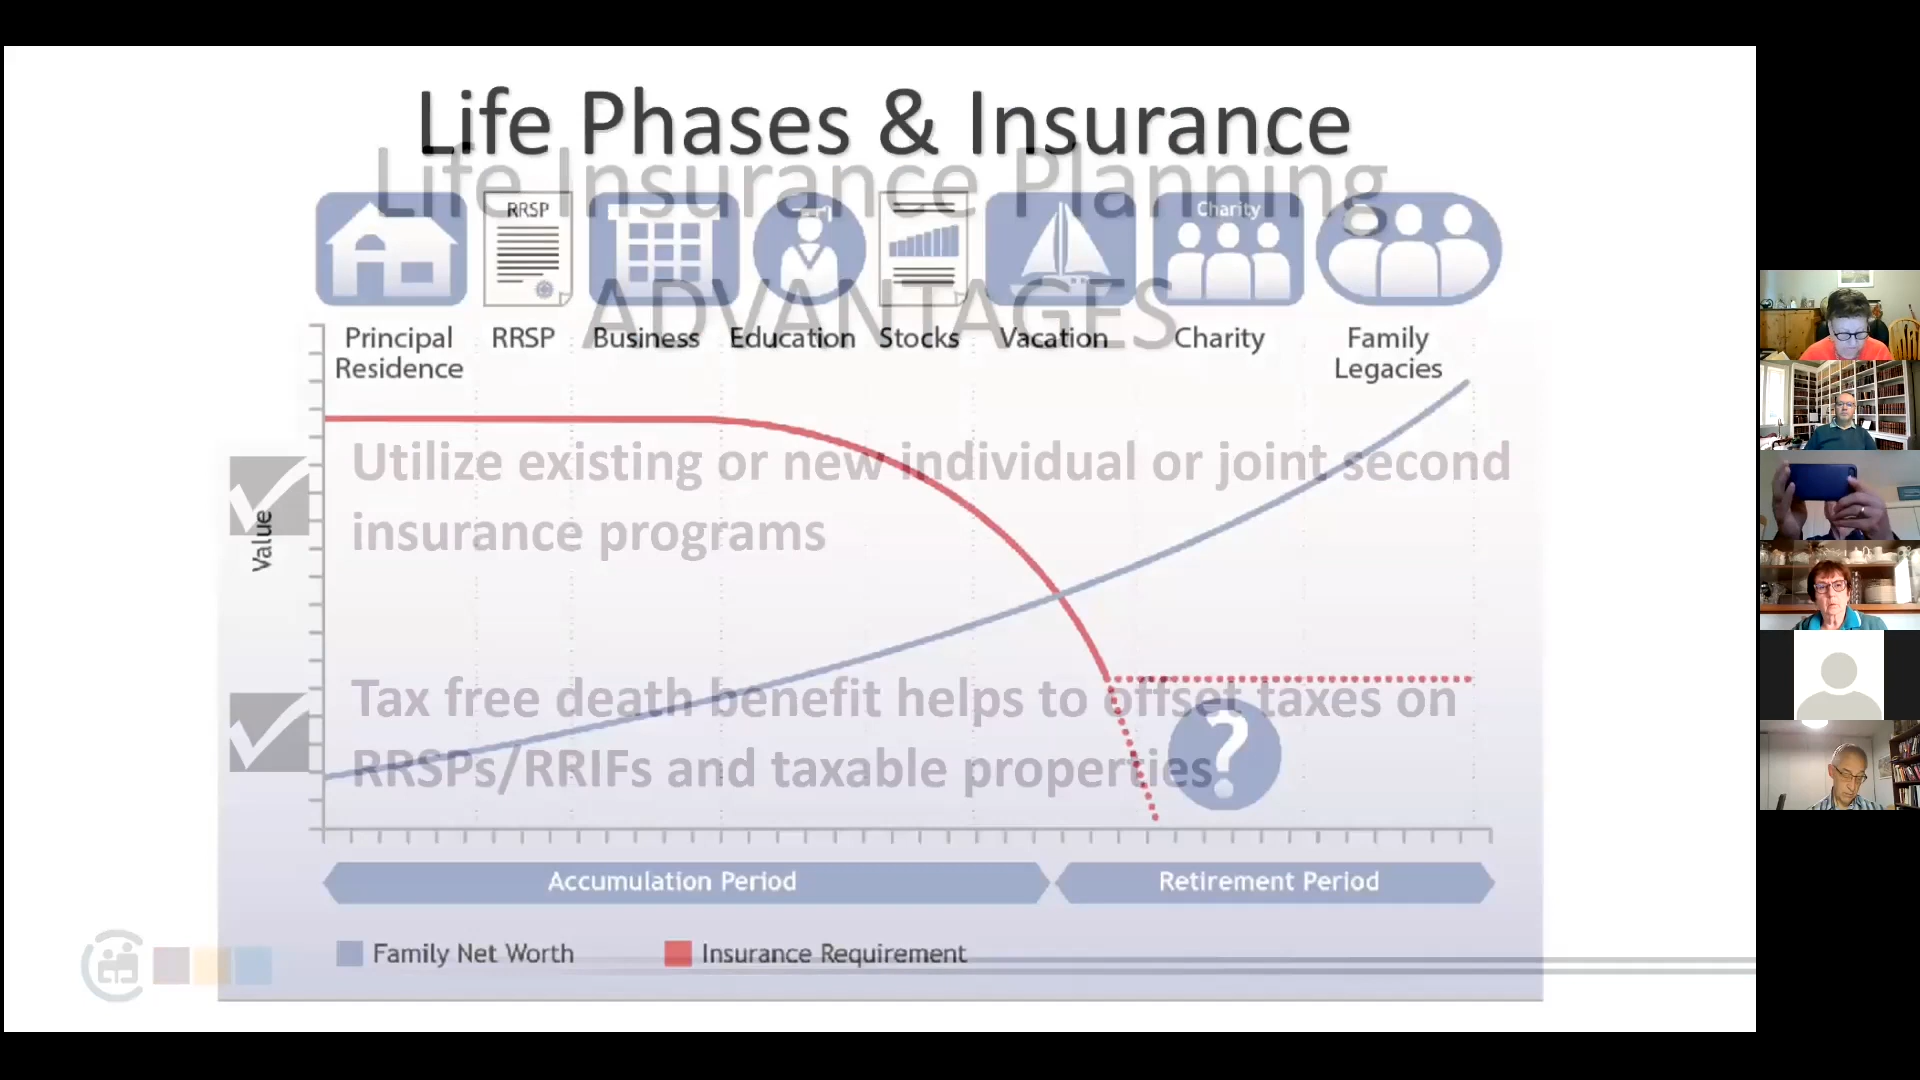 Life Phases & Insurance
Life Insurance Planning
ADVANTAGES
RRSP
Charity
Principal
Residence
RRSP
Business
Education
Stocks
Vacation
Charity
Family
Legacies
Value
Utilize existing or new individual or joint second
insurance programs
Tax free death benefit helps to offset taxes on
RRSPs/RRIFs and taxable properties
?
Accumulation Period
Retirement Period
Family Net Worth
Insurance Requirement